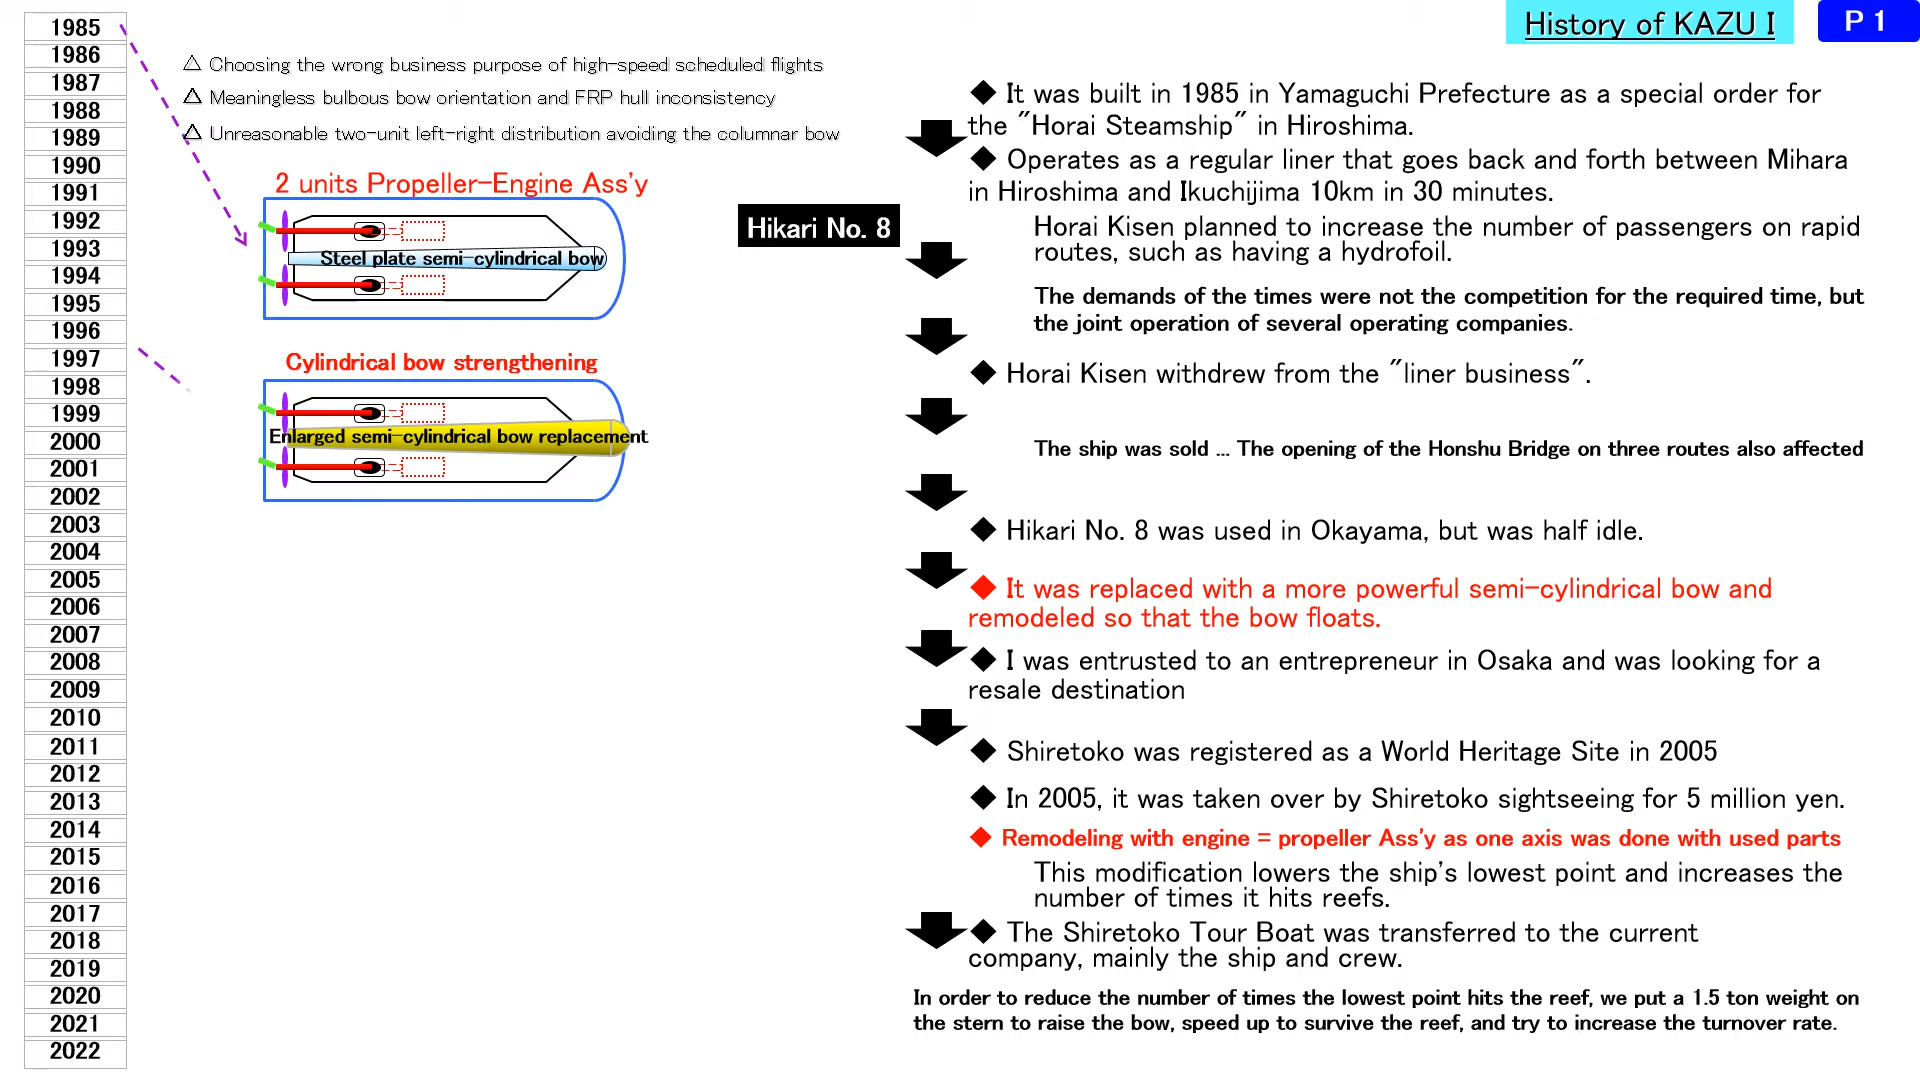 History of KAZU I
P 1
1985
1986
1987
1988
1989
1990
1991
1992
1993
1994
1995
1996
1997
1998
1999
2000
2001
2002
2003
2004
2005
2006
2007
2008
2009
2010
2011
2012
2013
2014
2015
2016
2017
2018
2019
2020
2021
2022
△ Choosing the wrong business purpose of high-speed scheduled flights
△ Meaningless bulbous bow orientation and FRP hull inconsistency
△ Unreasonable two-unit left-right distribution avoiding the columnar bow
2 units Propeller-Engine Ass'y
Steel plate semi-cylindrical bow
Cylindrical bow strengthening
Enlarged semi-cylindrical bow replacement
Hikari No. 8
◆ It was built in 1985 in Yamaguchi Prefecture as a special order for
the "Horai Steamship" in Hiroshima.
◆ Operates as a regular liner that goes back and forth between Mihara
in Hiroshima and Ikuchijima 10km in 30 minutes.
Horai Kisen planned to increase the number of passengers on rapid
routes, such as having a hydrofoil.
The demands of the times were not the competition for the required time, but
the joint operation of several operating companies.
◆ Horai Kisen withdrew from the "liner business".
The ship was sold ... The opening of the Honshu Bridge on three routes also affected
◆ Hikari No. 8 was used in Okayama, but was half idle.
◆ It was replaced with a more powerful semi-cylindrical bow and
remodeled so that the bow floats.
◆ I was entrusted to an entrepreneur in Osaka and was looking for a
resale destination
◆ Shiretoko was registered as a World Heritage Site in 2005
◆ In 2005, it was taken over by Shiretoko sightseeing for 5 million yen.
◆ Remodeling with engine = propeller Ass'y as one axis was done with used parts
This modification lowers the ship's lowest point and increases the
number of times it hits reefs.
◆ The Shiretoko Tour Boat was transferred to the current
company, mainly the ship and crew.
In order to reduce the number of times the lowest point hits the reef, we put a 1.5 ton weight on
the stern to raise the bow, speed up to survive the reef, and try to increase the turnover rate.